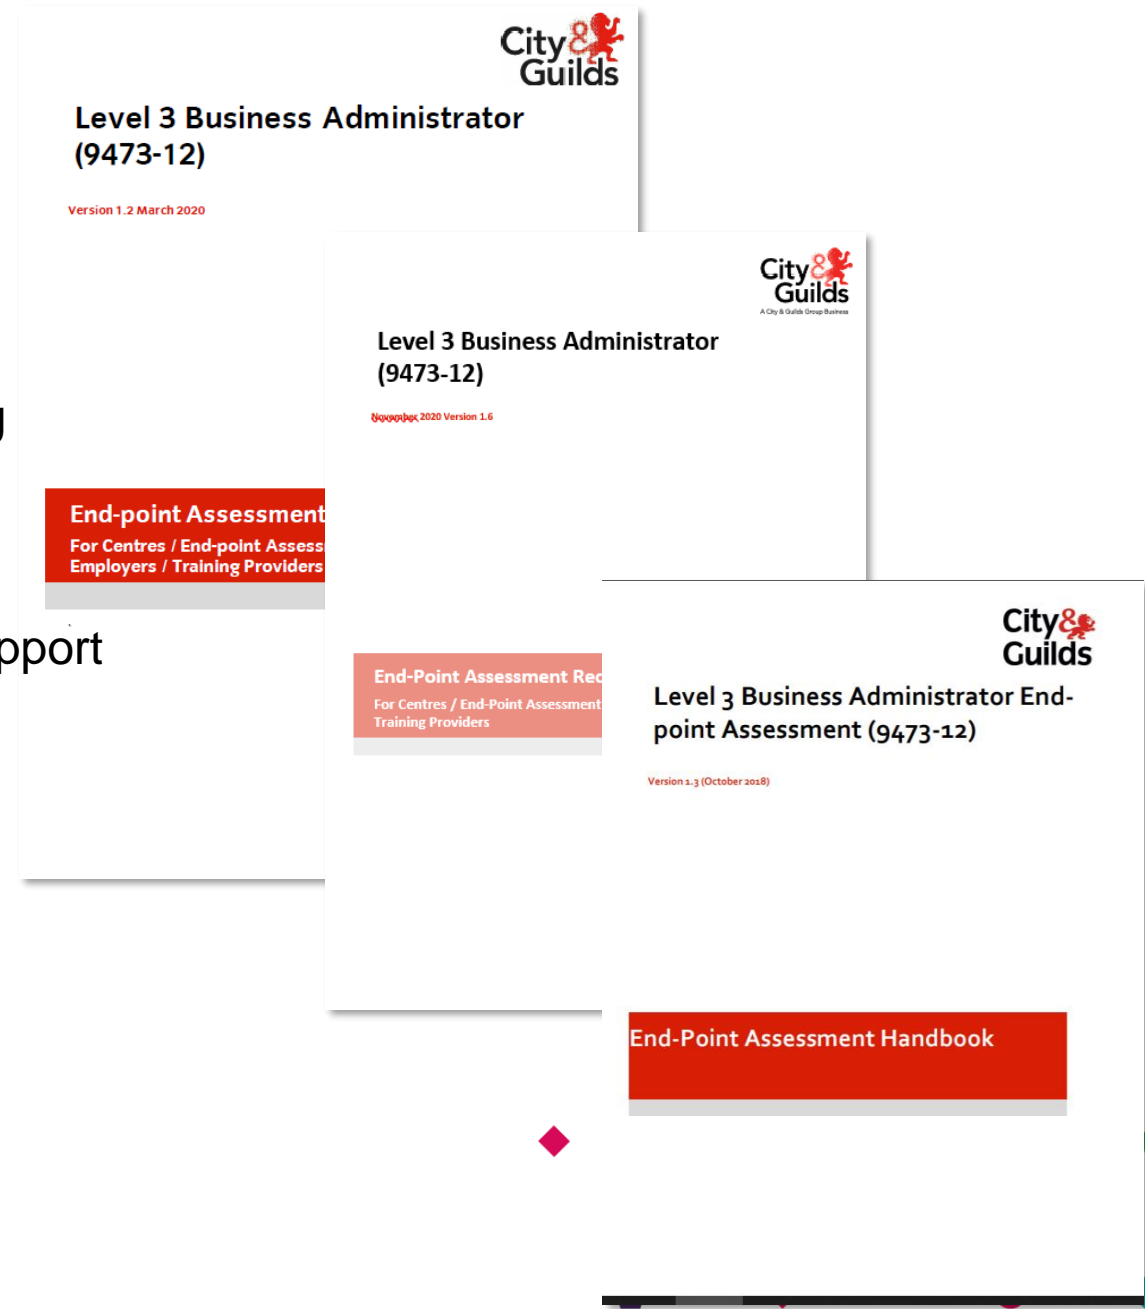 City&
Guilds
Level 3 Business Administrator
(9473-12)
Version 1.2 March 2020
End-point Assessment
For Centres / End-point Assess
Employers / Training Providers
City&
Guilds
A City & Guilds Group Business
Level 3 Business Administrator
(9473-12)
November 2020 Version 1.6
End-Point Assessment Rec
For Centres / End-Point Assessment
Training Providers
City&
Guilds
Level 3 Business Administrator End-
point Assessment (9473-12)
Version 1.3 (October 2018)
End-Point Assessment Handbook
g
pport